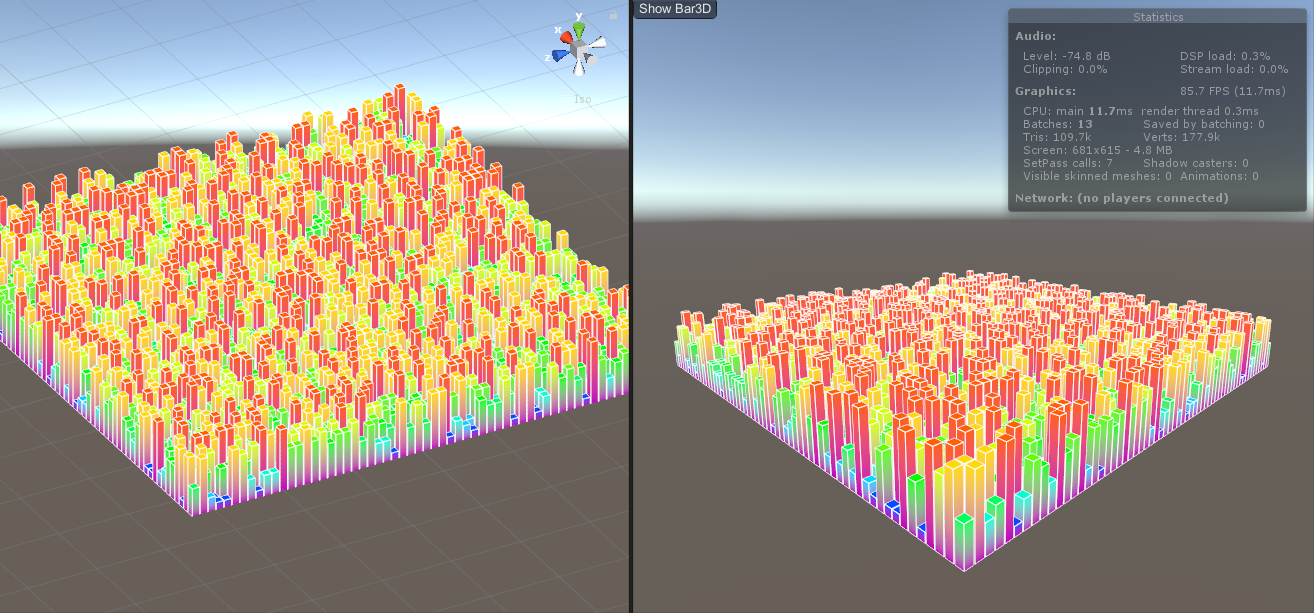 y
x
z
Iso
Show Bar3D
Statistics
Audio:
Level: -74.8 dB DSP load: 0.3%
Clipping: 0.0% Stream load: 0.0%
Graphics: 85.7 FPS (11.7ms)
CPU: main 11.7ms render thread 0.3ms
Batches: 13 Saved by batching: 0
Tris: 109.7k Verts: 177.9k
Screen: 681x615 - 4.8 MB
SetPass calls: 7 Shadow casters: 0
Visible skinned meshes: 0 Animations: 0
Network: (no players connected)